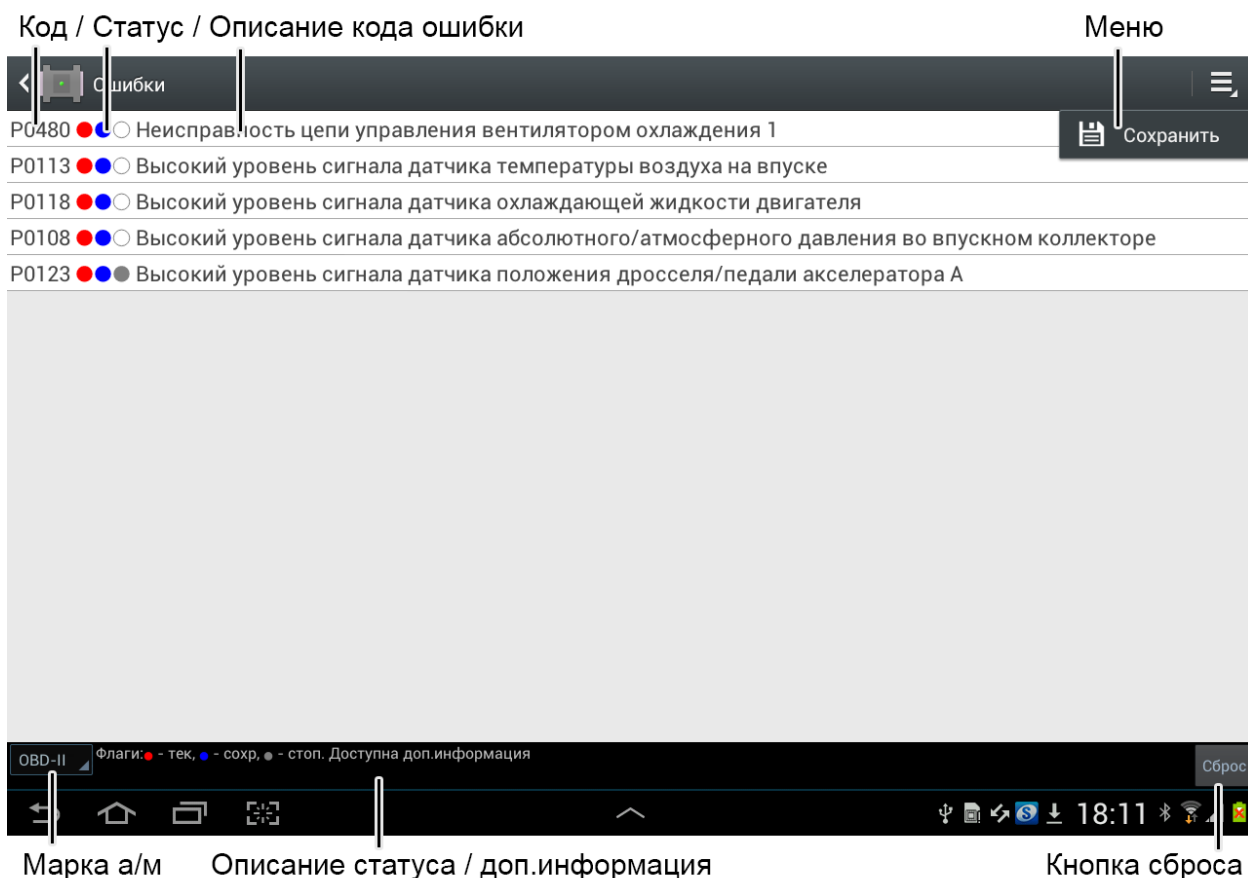 Код / Статус / Описание кода ошибки
Меню
Ошибки
P0480 Неисправность цепи управления вентилятором охлаждения 1
Сохранить
P0113 Высокий уровень сигнала датчика температуры воздуха на впуске
P0118 Высокий уровень сигнала датчика охлаждающей жидкости двигателя
P0108 Высокий уровень сигнала датчика абсолютного/атмосферного давления во впускном коллекторе
P0123 Высокий уровень сигнала датчика положения дросселя/педали акселератора А
OBD-II
Флаги: - тек, - сохр, - стоп. Доступна доп.информация
Сброс
18:11
Марка а/м
Описание статуса / доп.информация
Кнопка сброса